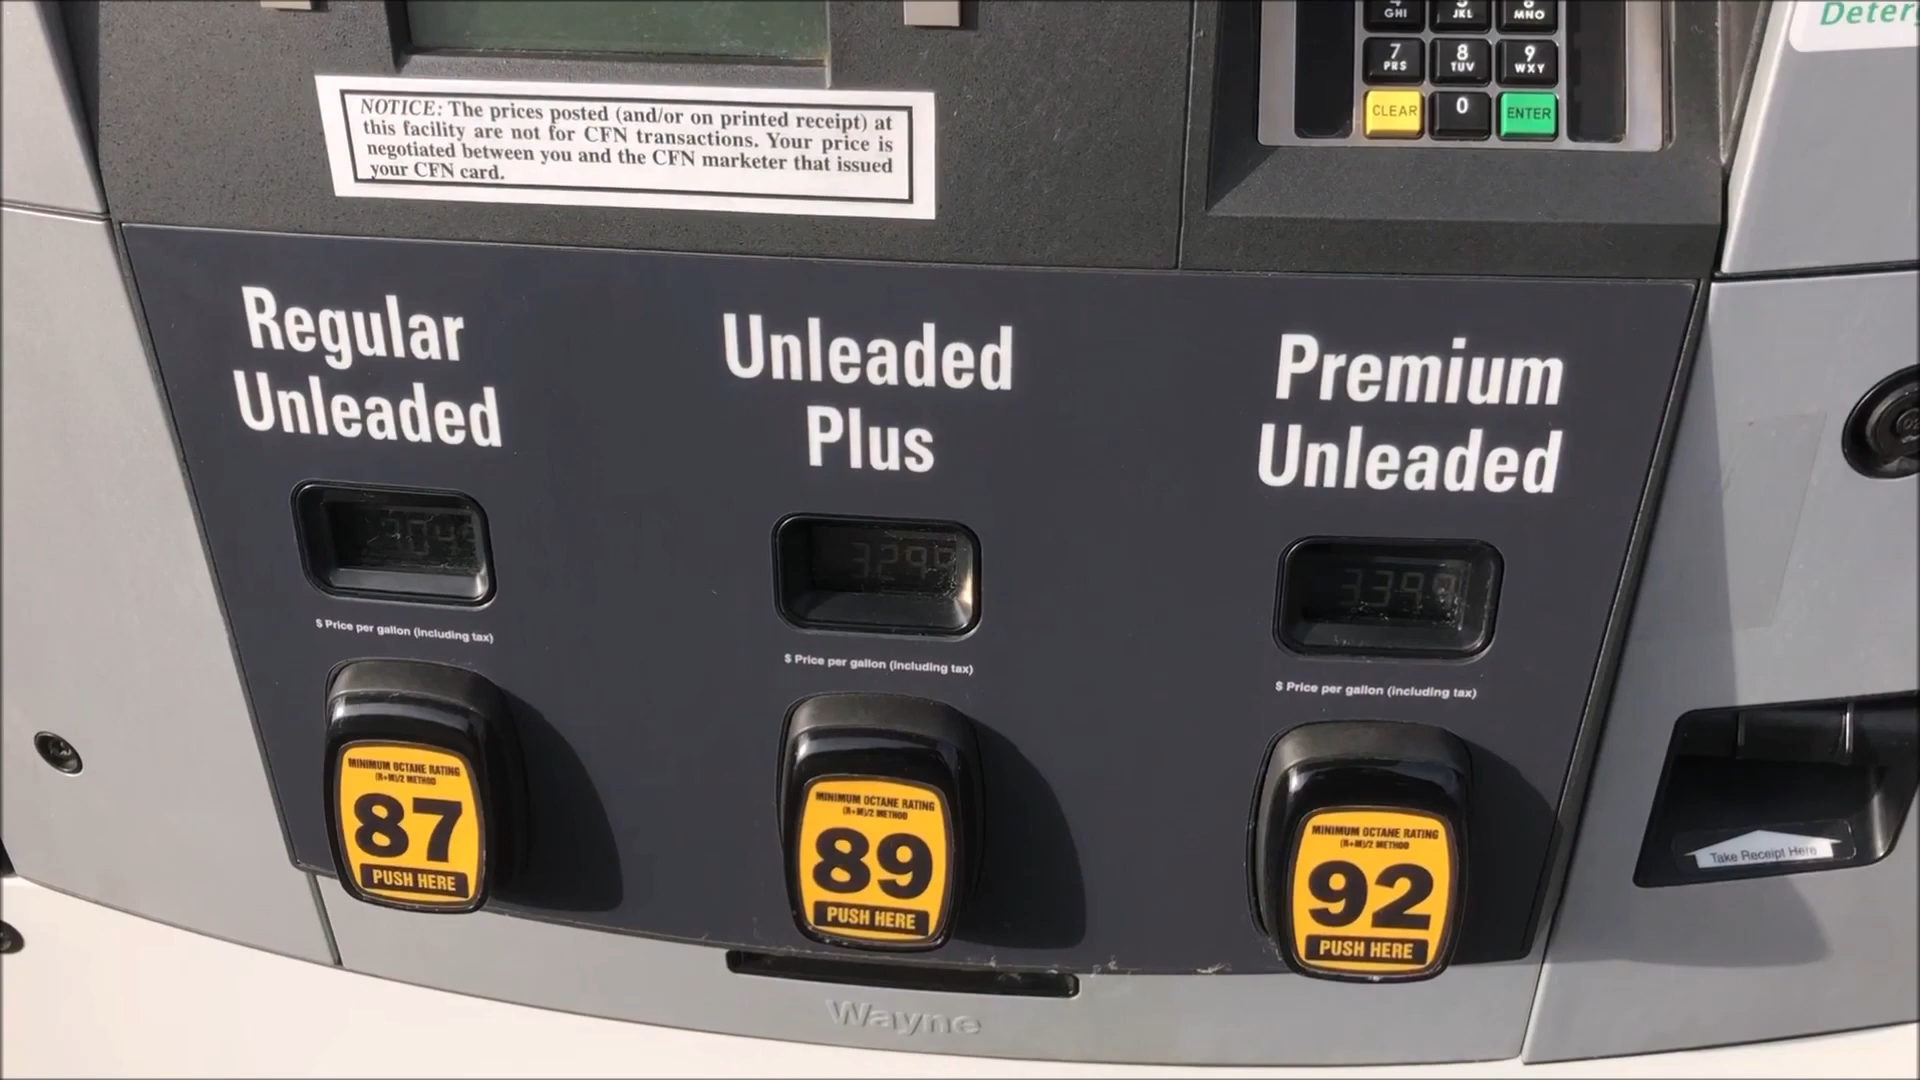 GHI
JKL
MNO
Deter
7
PRS
8
TUV
9
WXY
CLEAR
0
ENTER
NOTICE: The prices posted (and/or on printed receipt) at
this facility are not for CFN transactions. Your price is
negotiated between you and the CFN marketer that issued
your CFN card.
Regular
Unleaded
Unleaded
Plus
Premium
Unleaded
$ Price per gallon (including tax)
$ Price per gallon (including tax)
$ Price per gallon (including tax)
MINIMUM OCTANE RATING
(R+M)/2 METHOD
87
PUSH HERE
MINIMUM OCTANE RATING
(R+M)/2 METHOD
89
PUSH HERE
MINIMUM OCTANE RATING
(R+M)/2 METHOD
92
PUSH HERE
Take Receipt Here
Wayne